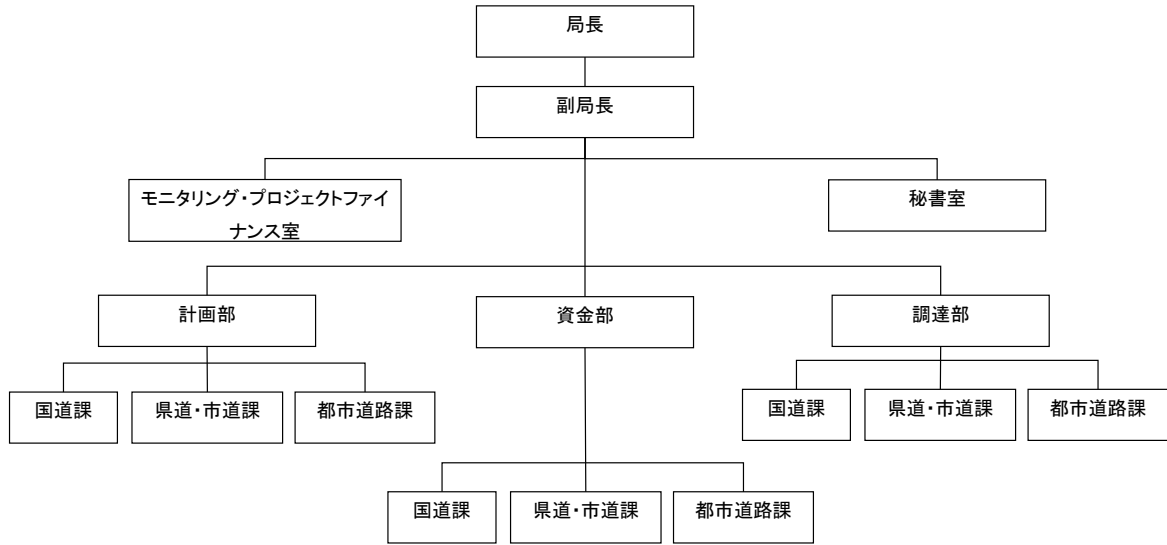 局長
副局長
モニタリング・プロジェクトファイ
ナンス室
秘書室
計画部
資金部
調達部
国道課
県道・市道課
都市道路課
国道課
県道・市道課
都市道路課
国道課
県道・市道課
都市道路課